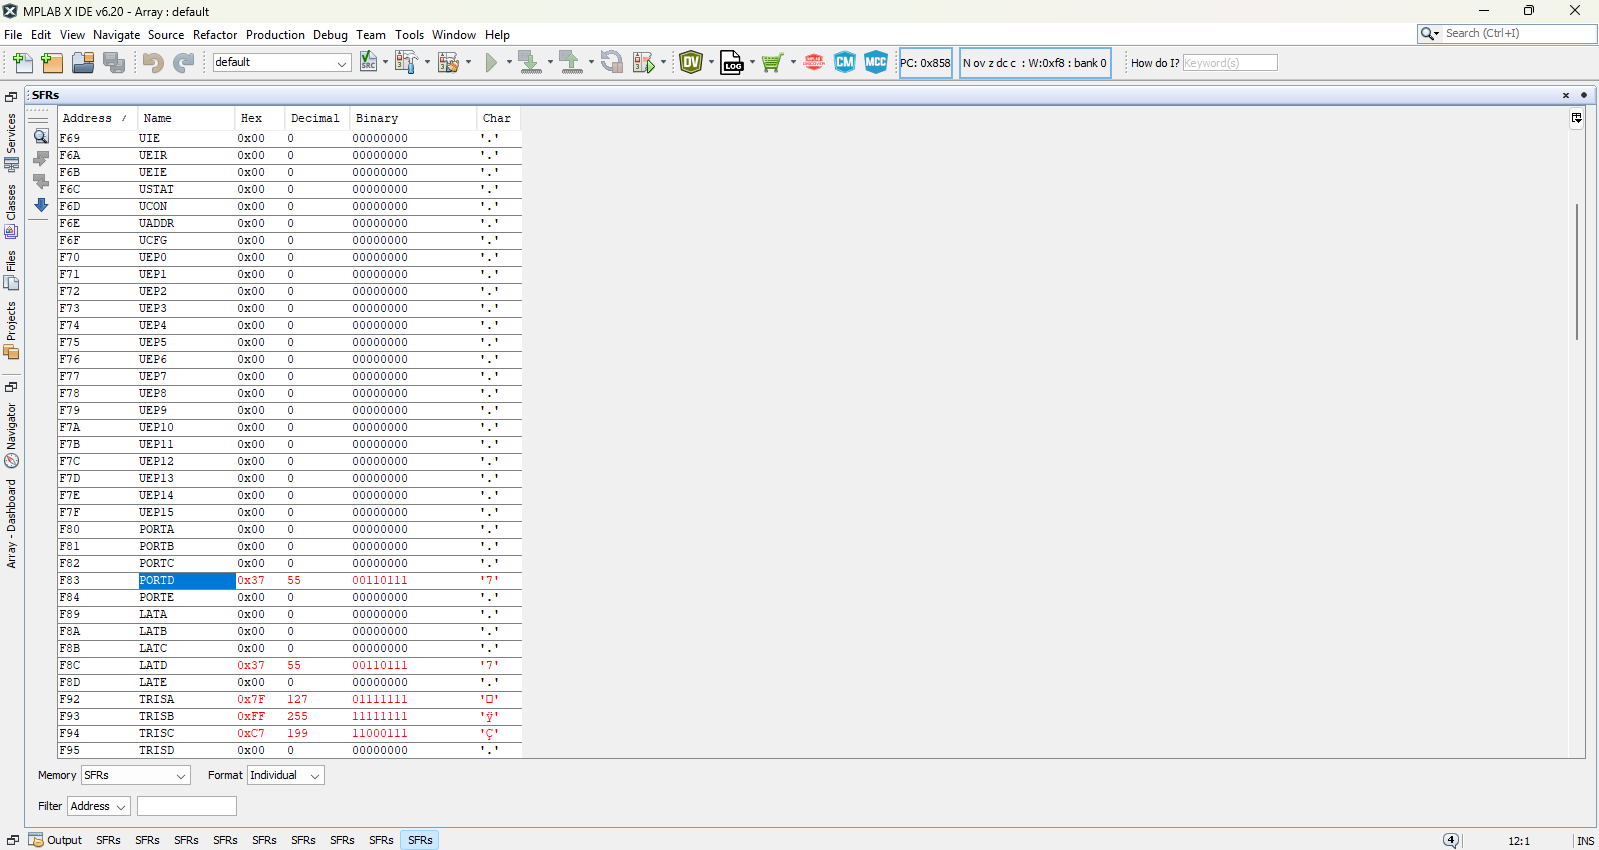 MPLAB X IDE v6.20 - Array : default
File Edit View Navigate Source Refactor Production Debug Team Tools Window Help
Search (Ctrl+I)
default
PC: 0x858
N ov z dc c : W:0xf8 : bank 0
How do I? Keyword(s)
SFRs
Services
Classes
Files
Projects
Navigator
Array - Dashboard
Address Name Hex Decimal Binary Char
F69 UIE 0x00 0 00000000 '.'
F6A UEIR 0x00 0 00000000 '.'
F6B UEIE 0x00 0 00000000 '.'
F6C USTAT 0x00 0 00000000 '.'
F6D UCON 0x00 0 00000000 '.'
F6E UADDR 0x00 0 00000000 '.'
F6F UCFG 0x00 0 00000000 '.'
F70 UEP0 0x00 0 00000000 '.'
F71 UEP1 0x00 0 00000000 '.'
F72 UEP2 0x00 0 00000000 '.'
F73 UEP3 0x00 0 00000000 '.'
F74 UEP4 0x00 0 00000000 '.'
F75 UEP5 0x00 0 00000000 '.'
F76 UEP6 0x00 0 00000000 '.'
F77 UEP7 0x00 0 00000000 '.'
F78 UEP8 0x00 0 00000000 '.'
F79 UEP9 0x00 0 00000000 '.'
F7A UEP10 0x00 0 00000000 '.'
F7B UEP11 0x00 0 00000000 '.'
F7C UEP12 0x00 0 00000000 '.'
F7D UEP13 0x00 0 00000000 '.'
F7E UEP14 0x00 0 00000000 '.'
F7F UEP15 0x00 0 00000000 '.'
F80 PORTA 0x00 0 00000000 '.'
F81 PORTB 0x00 0 00000000 '.'
F82 PORTC 0x00 0 00000000 '.'
F83 PORTD 0x37 55 00110111 '7'
F84 PORTE 0x00 0 00000000 '.'
F89 LATA 0x00 0 00000000 '.'
F8A LATB 0x00 0 00000000 '.'
F8B LATC 0x00 0 00000000 '.'
F8C LATD 0x37 55 00110111 '7'
F8D LATE 0x00 0 00000000 '.'
F92 TRISA 0x7F 127 01111111 '□'
F93 TRISB 0xFF 255 11111111 'ÿ'
F94 TRISC 0xC7 199 11000111 'Ç'
F95 TRISD 0x00 0 00000000 '.'
Memory SFRs Format Individual
Filter Address
Output SFRs SFRs SFRs SFRs SFRs SFRs SFRs SFRs SFRs
4 12:1 INS